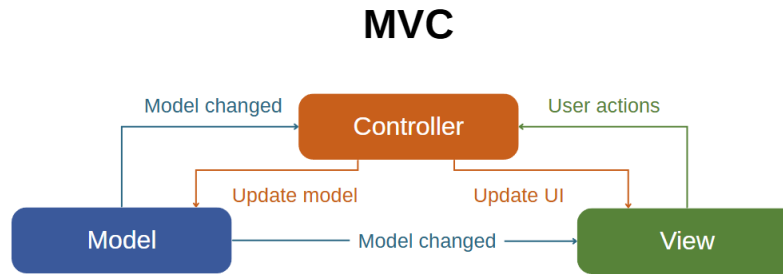 MVC
Model changed
User actions
Controller
Update model
Update UI
Model
Model changed
View